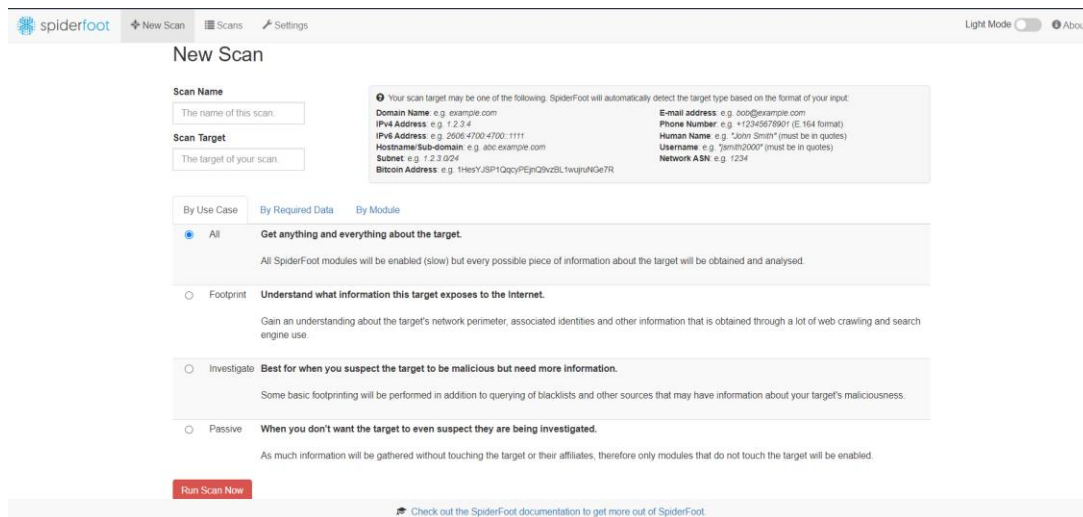 spiderfoot New Scan Scans Settings Light Mode Abou
New Scan
Scan Name
The name of this scan.
Scan Target
The target of your scan.
Your scan target may be one of the following. SpiderFoot will automatically detect the target type based on the format of your input:
Domain Name: e.g. example.com
IPv4 Address: e.g. 1.2.3.4
IPv6 Address: e.g. 2606:4700:4700::1111
Hostname/Sub-domain: e.g. abc.example.com
Subnet: e.g. 1.2.3.0/24
Bitcoin Address: e.g. 1HesYJSP1QqcyPEjnQ9vzBL1wujruNGe7R
E-mail address: e.g. bob@example.com
Phone Number: e.g. +12345678901 (E.164 format)
Human Name: e.g. "John Smith" (must be in quotes)
Username: e.g. "jsmith2000" (must be in quotes)
Network ASN: e.g. 1234
By Use Case By Required Data By Module
All Get anything and everything about the target.
All SpiderFoot modules will be enabled (slow) but every possible piece of information about the target will be obtained and analysed.
Footprint Understand what information this target exposes to the Internet.
Gain an understanding about the target's network perimeter, associated identities and other information that is obtained through a lot of web crawling and search
engine use.
Investigate Best for when you suspect the target to be malicious but need more information.
Some basic footprinting will be performed in addition to querying of blacklists and other sources that may have information about your target's maliciousness.
Passive When you don't want the target to even suspect they are being investigated.
As much information will be gathered without touching the target or their affiliates, therefore only modules that do not touch the target will be enabled.
Run Scan Now
Check out the SpiderFoot documentation to get more out of SpiderFoot.